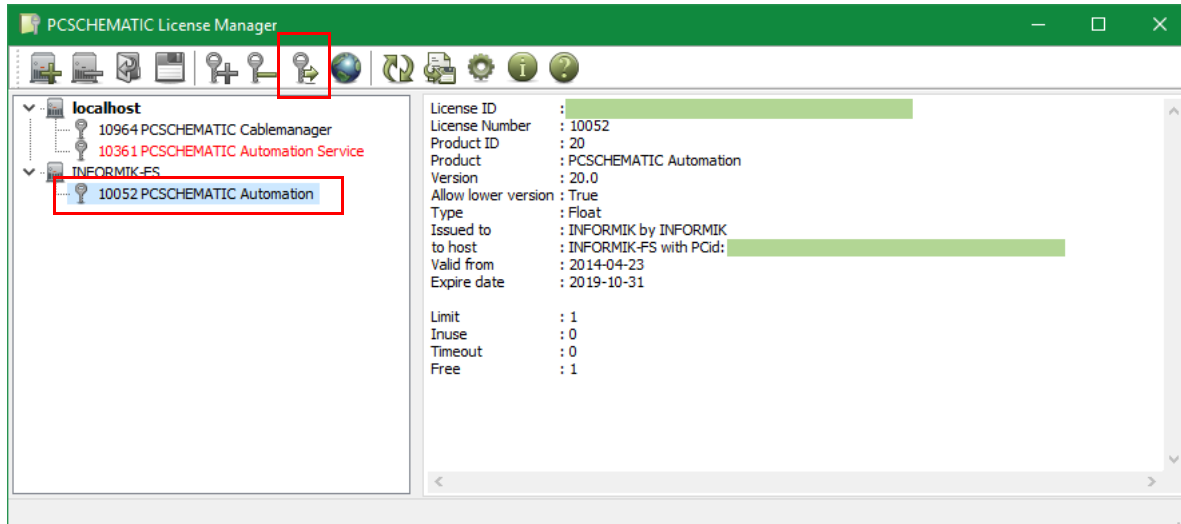 PCSCHEMATIC License Manager
localhost
10964 PCSCHEMATIC Cablemanager
10361 PCSCHEMATIC Automation Service
INFORMIK-FS
10052 PCSCHEMATIC Automation
License ID :
License Number : 10052
Product ID : 20
Product : PCSCHEMATIC Automation
Version : 20.0
Allow lower version : True
Type : Float
Issued to : INFORMIK by INFORMIK
to host : INFORMIK-FS with PCid:
Valid from : 2014-04-23
Expire date : 2019-10-31
Limit : 1
Inuse : 0
Timeout : 0
Free : 1